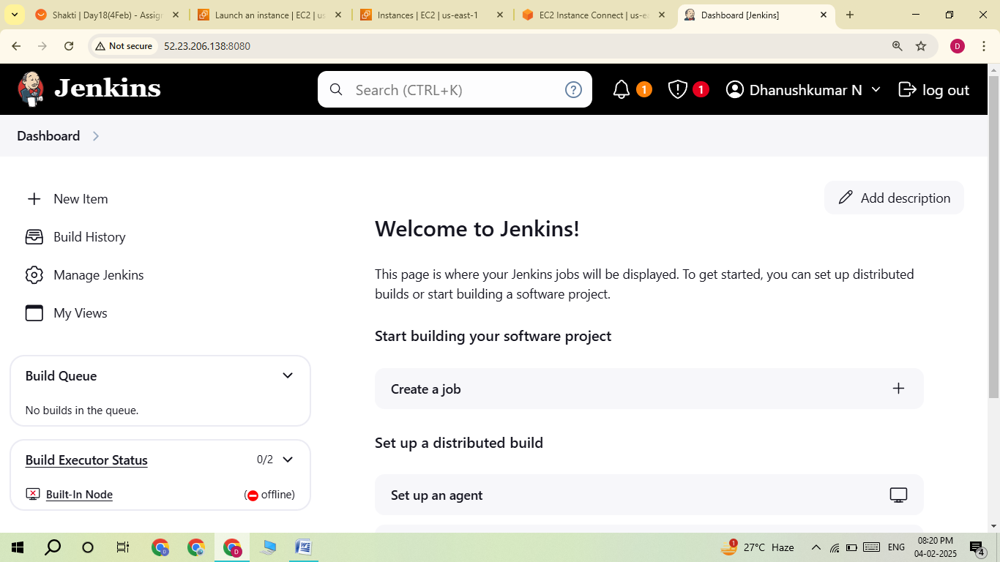 Shakti | Day18(4Feb) - Assign
Launch an instance | EC2 | us
Instances | EC2 | us-east-1
EC2 Instance Connect | us-ea
Dashboard [Jenkins]
Not secure
52.23.206.138:8080
D
Jenkins
Search (CTRL+K)
?
1
1
Dhanushkumar N
log out
Dashboard
New Item
Build History
Manage Jenkins
My Views
Add description
Welcome to Jenkins!
This page is where your Jenkins jobs will be displayed. To get started, you can set up distributed
builds or start building a software project.
Start building your software project
Create a job
Build Queue
No builds in the queue.
Set up a distributed build
Build Executor Status
0/2
Built-In Node
(offline)
Set up an agent
D
D
W
1
27°C Haze
ENG
08:20 PM
04-02-2025
4